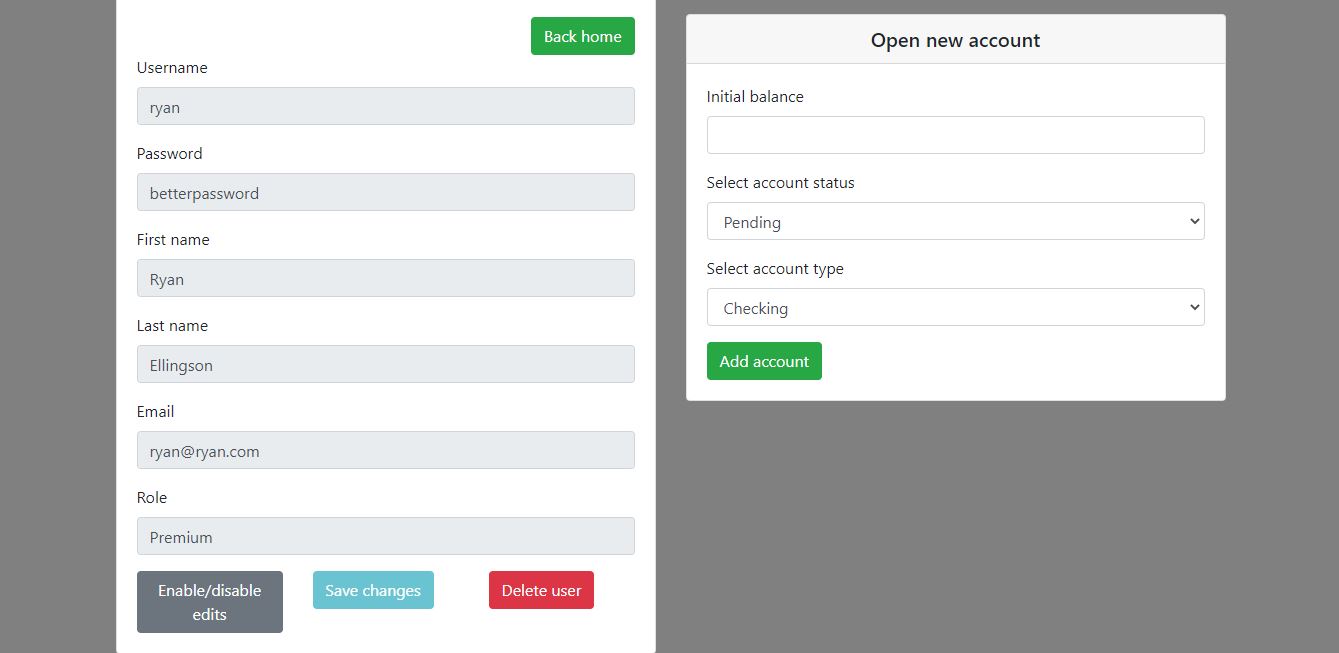 Back home
Username
ryan
Password
betterpassword
First name
Ryan
Last name
Ellingson
Email
ryan@ryan.com
Role
Premium
Enable/disable
edits
Save changes
Delete user
Open new account
Initial balance
Select account status
Pending
Select account type
Checking
Add account